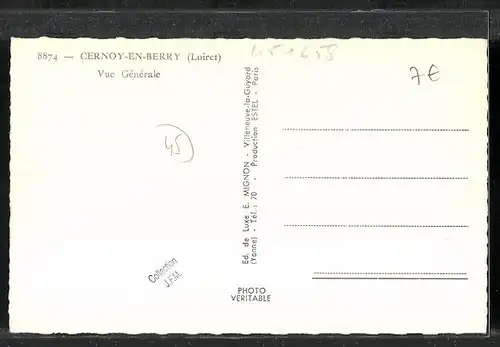 8874 — CERNOY-EN-BERRY (Loiret)
Vue Générale
7€
45
Ed. de Luxe E. MIGNON - Villeneuve-la-Guyard
(Yonne) - Tél. : 70 - Production ESTEL - Paris
Collection
J.F.M.
PHOTO
VERITABLE